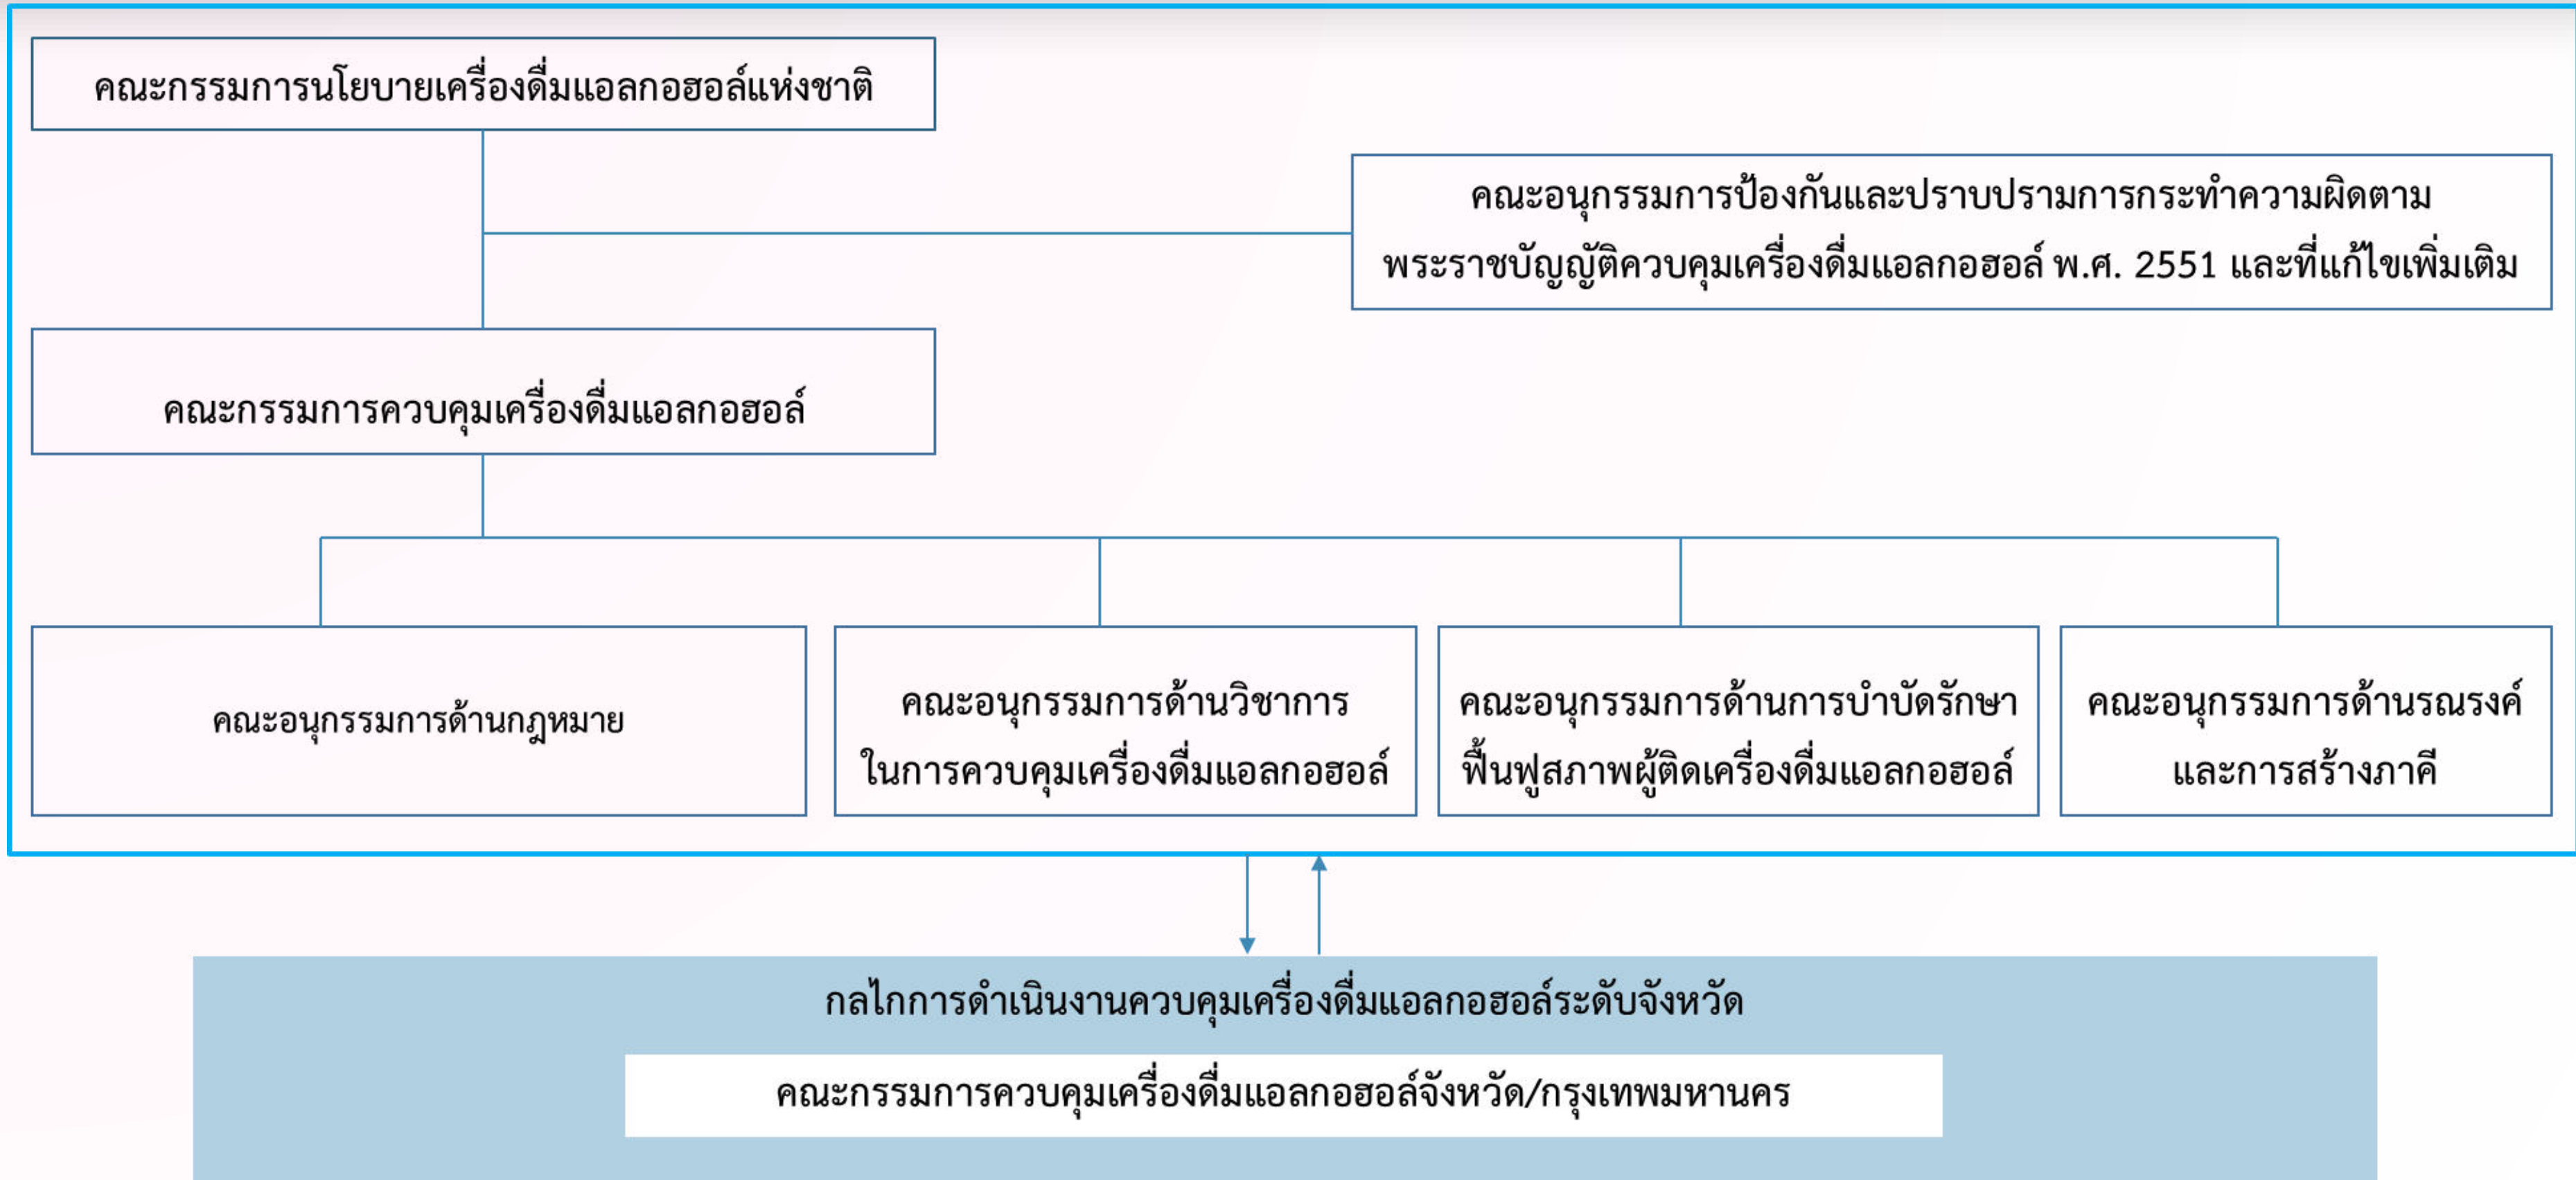 คณะกรรมการนโยบายเครื่องดื่มแอลกอฮอล์แห่งชาติ
คณะอนุกรรมการป้องกันและปราบปรามการกระทำความผิดตาม
พระราชบัญญัติควบคุมเครื่องดื่มแอลกอฮอล์ พ.ศ. 2551 และที่แก้ไขเพิ่มเติม
คณะกรรมการควบคุมเครื่องดื่มแอลกอฮอล์
คณะอนุกรรมการด้านกฎหมาย
คณะอนุกรรมการด้านวิชาการ
ในการควบคุมเครื่องดื่มแอลกอฮอล์
คณะอนุกรรมการด้านการบำบัดรักษา
ฟื้นฟูสภาพผู้ติดเครื่องดื่มแอลกอฮอล์
คณะอนุกรรมการด้านรณรงค์
และการสร้างภาคี
กลไกการดำเนินงานควบคุมเครื่องดื่มแอลกอฮอล์ระดับจังหวัด
คณะกรรมการควบคุมเครื่องดื่มแอลกอฮอล์จังหวัด/กรุงเทพมหานคร